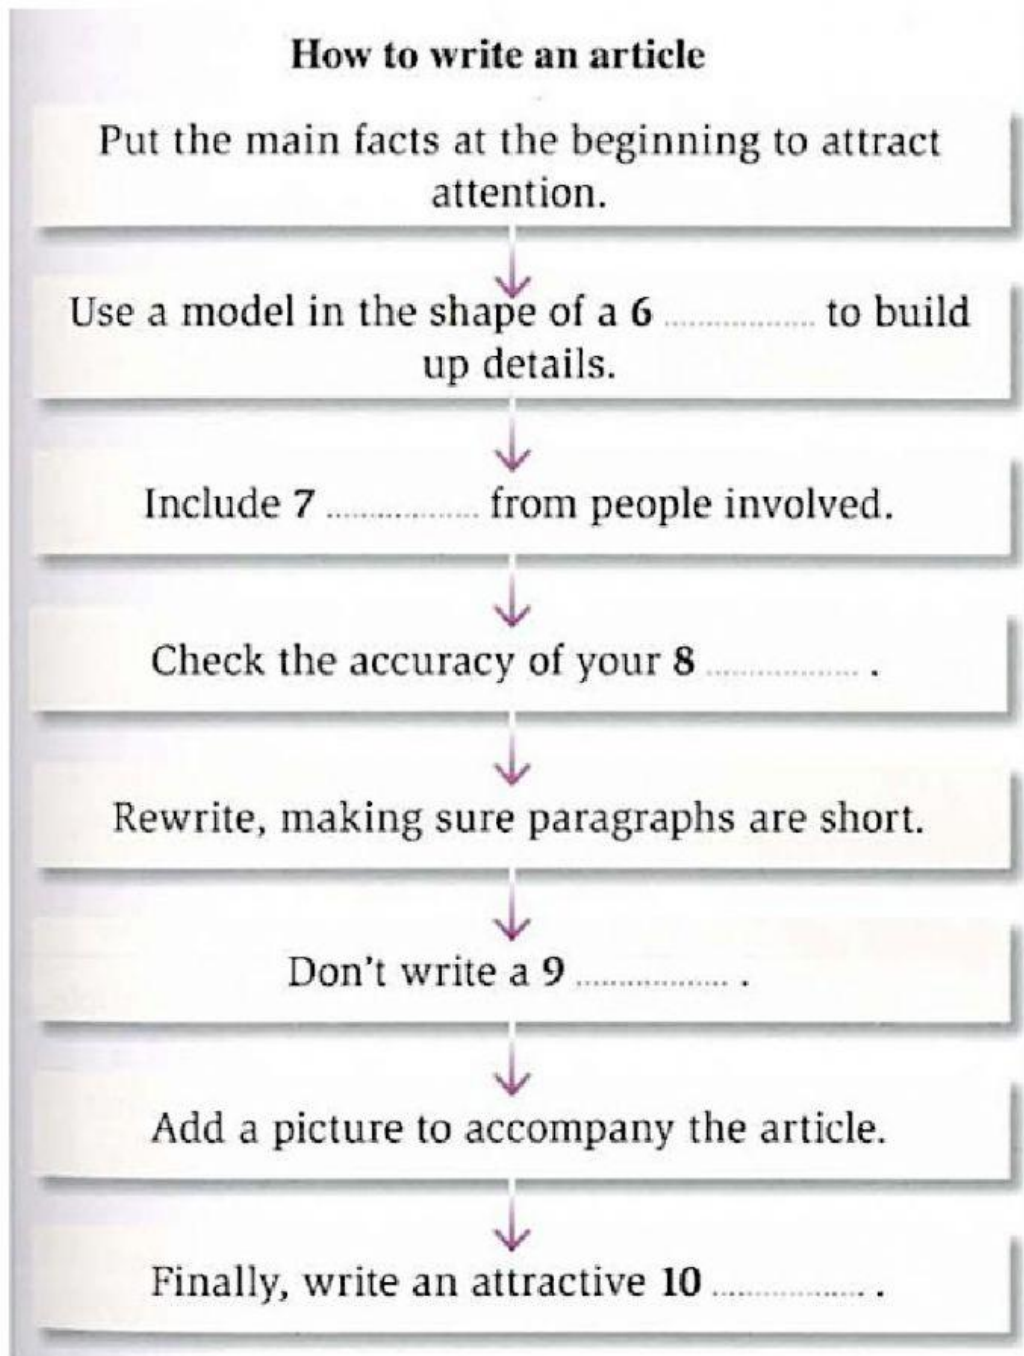 How to write an article
Put the main facts at the beginning to attract
attention.
Use a model in the shape of a 6 ................ to build
up details.
Include 7 ................ from people involved.
Check the accuracy of your 8 ................ .
Rewrite, making sure paragraphs are short.
Don't write a 9 ................ .
Add a picture to accompany the article.
Finally, write an attractive 10 ................ .